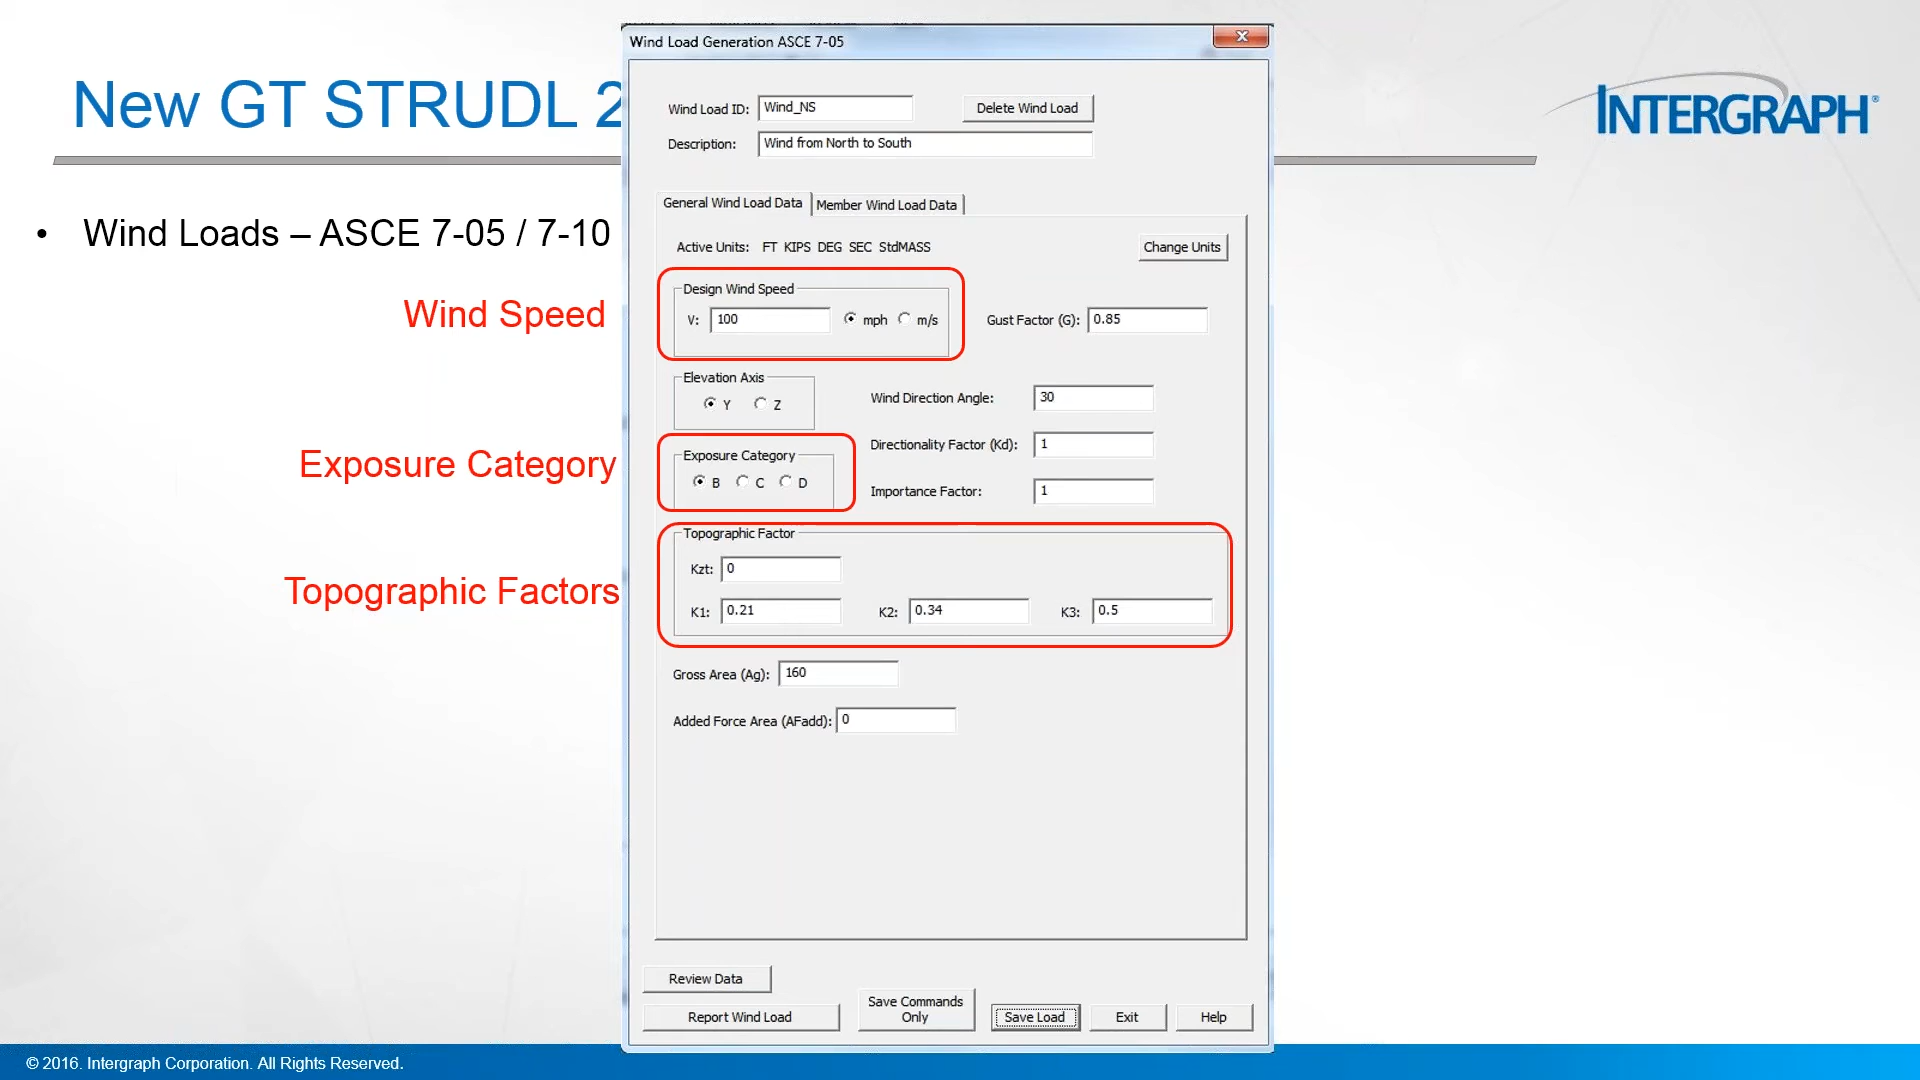 New GT STRUDL 2
INTERGRAPH®
• Wind Loads – ASCE 7-05 / 7-10
Wind Speed
Exposure Category
Topographic Factors
Wind Load Generation ASCE 7-05
Wind Load ID: Wind_NS Delete Wind Load
Description: Wind from North to South
General Wind Load Data Member Wind Load Data
Active Units: FT KIPS DEG SEC StdMASS Change Units
Design Wind Speed
V: 100 mph m/s Gust Factor (G): 0.85
Elevation Axis
Y Z Wind Direction Angle: 30
Directionality Factor (Kd): 1
Exposure Category
B C D Importance Factor: 1
Topographic Factor
Kzt: 0
K1: 0.21 K2: 0.34 K3: 0.5
Gross Area (Ag): 160
Added Force Area (AFadd): 0
Review Data
Report Wind Load Save Commands
Only Save Load Exit Help
© 2016. Intergraph Corporation. All Rights Reserved.